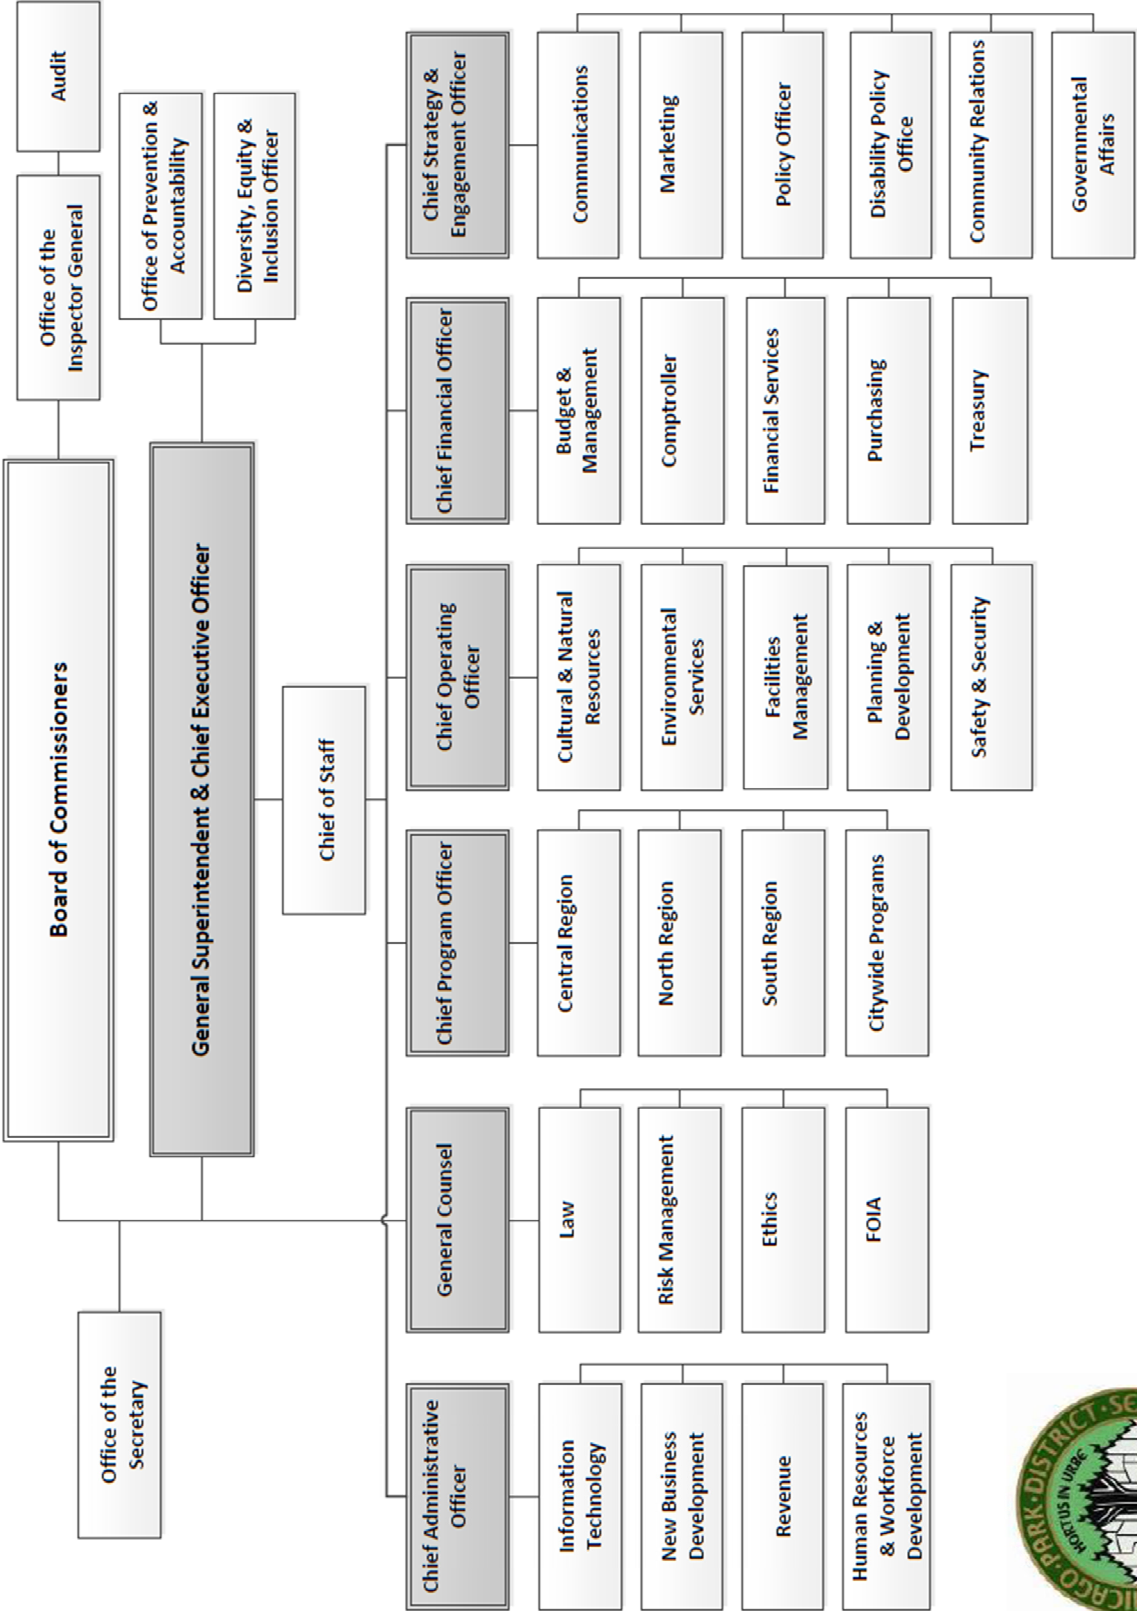 Board of Commissioners
Office of the
Inspector General
Audit
Office of the
Secretary
General Superintendent & Chief Executive Officer
Office of Prevention &
Accountability
Diversity, Equity &
Inclusion Officer
Chief of Staff
Chief Administrative
Officer
Information
Technology
New Business
Development
Revenue
Human Resources
& Workforce
Development
General Counsel
Law
Risk Management
Ethics
FOIA
Chief Program Officer
Central Region
North Region
South Region
Citywide Programs
Chief Operating
Officer
Cultural & Natural
Resources
Environmental
Services
Facilities
Management
Planning &
Development
Safety & Security
Chief Financial Officer
Budget &
Management
Comptroller
Financial Services
Purchasing
Treasury
Chief Strategy &
Engagement Officer
Communications
Marketing
Policy Officer
Disability Policy
Office
Community Relations
Governmental
Affairs
HICAGO·PARK·DISTRICT·SE
HORTUS IN URBE